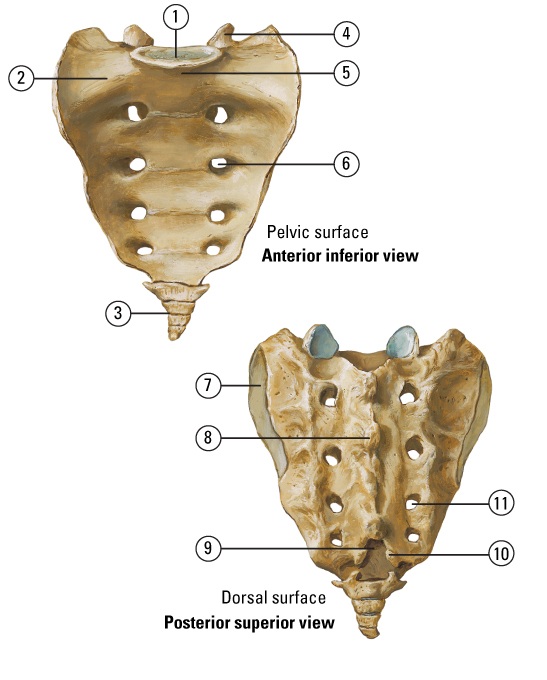 1
4
2
5
6
Pelvic surface
Anterior inferior view
3
7
8
11
9
10
Dorsal surface
Posterior superior view